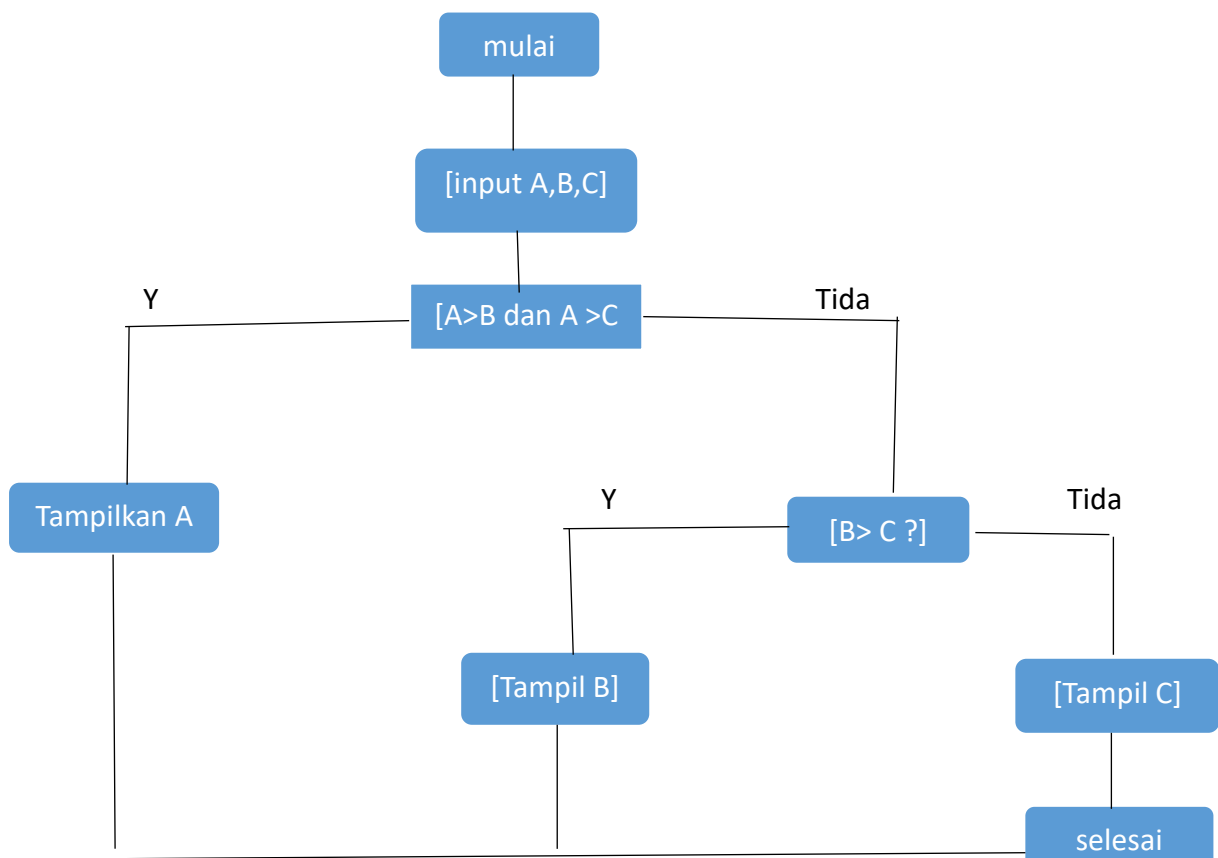 mulai
[input A,B,C]
Y
[A>B dan A >C
Tida
Tampilkan A
Y
[B> C ?]
Tida
[Tampil B]
[Tampil C]
selesai